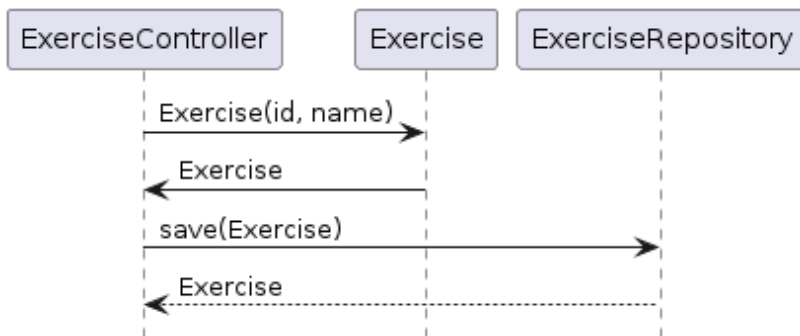 ExerciseController
Exercise
ExerciseRepository
Exercise(id, name)
Exercise
save(Exercise)
Exercise